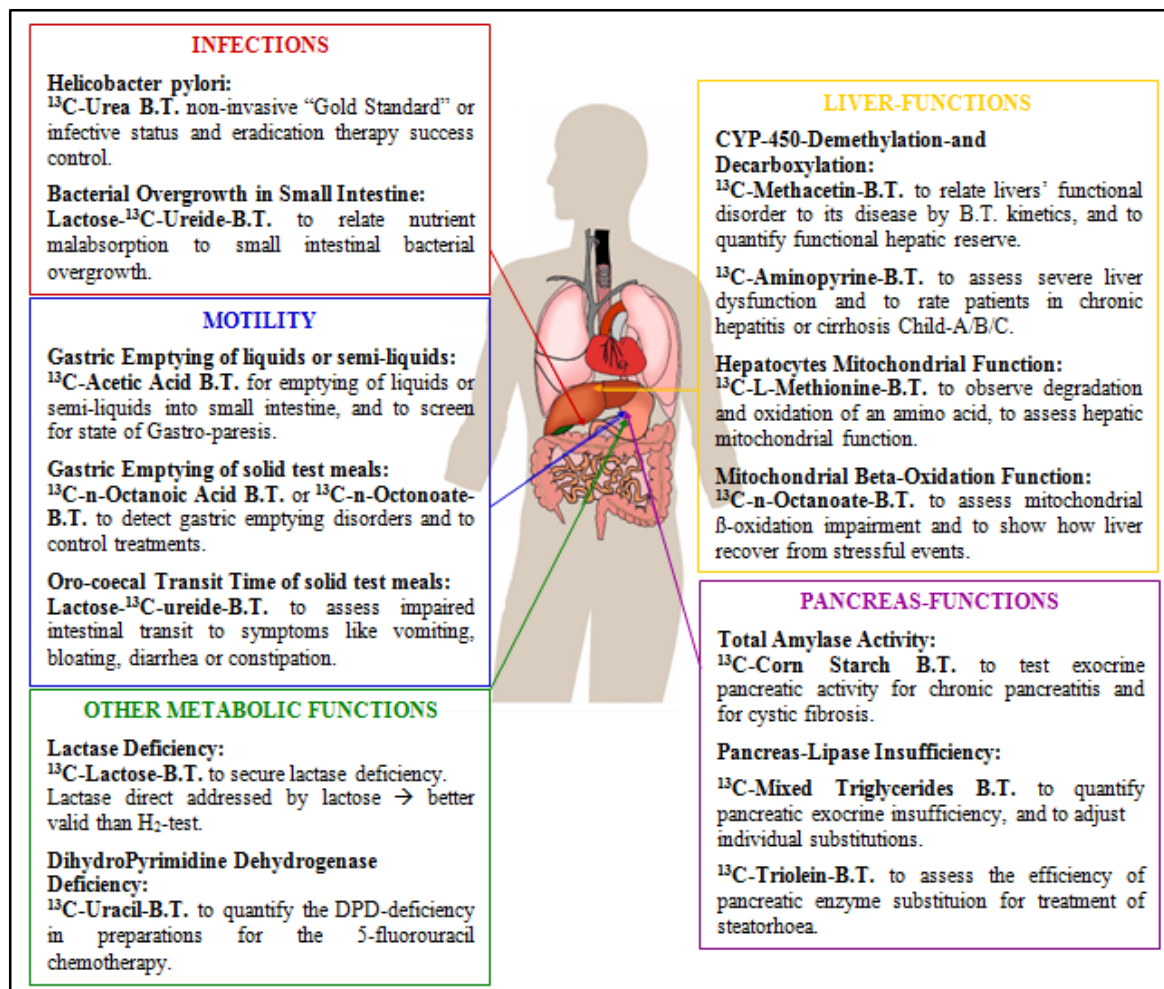 INFECTIONS
Helicobacter pylori:
¹³C-Urea B.T. non-invasive “Gold Standard” or
infective status and eradication therapy success
control.
Bacterial Overgrowth in Small Intestine:
Lactose-¹³C-Ureide-B.T. to relate nutrient
malabsorption to small intestinal bacterial
overgrowth.
MOTILITY
Gastric Emptying of liquids or semi-liquids:
¹³C-Acetic Acid B.T. for emptying of liquids or
semi-liquids into small intestine, and to screen
for state of Gastro-paresis.
Gastric Emptying of solid test meals:
¹³C-n-Octanoic Acid B.T. or ¹³C-n-Octonoate-
B.T. to detect gastric emptying disorders and to
control treatments.
Oro-coecal Transit Time of solid test meals:
Lactose-¹³C-ureide-B.T. to assess impaired
intestinal transit to symptoms like vomiting,
bloating, diarrhea or constipation.
OTHER METABOLIC FUNCTIONS
Lactase Deficiency:
¹³C-Lactose-B.T. to secure lactase deficiency.
Lactase direct addressed by lactose → better
valid than H₂-test.
DihydroPyrimidine Dehydrogenase
Deficiency:
¹³C-Uracil-B.T. to quantify the DPD-deficiency
in preparations for the 5-fluorouracil
chemotherapy.
LIVER-FUNCTIONS
CYP-450-Demethylation-and
Decarboxylation:
¹³C-Methacetin-B.T. to relate livers’ functional
disorder to its disease by B.T. kinetics, and to
quantify functional hepatic reserve.
¹³C-Aminopyrine-B.T. to assess severe liver
dysfunction and to rate patients in chronic
hepatitis or cirrhosis Child-A/B/C.
Hepatocytes Mitochondrial Function:
¹³C-L-Methionine-B.T. to observe degradation
and oxidation of an amino acid, to assess hepatic
mitochondrial function.
Mitochondrial Beta-Oxidation Function:
¹³C-n-Octanoate-B.T. to assess mitochondrial
ß-oxidation impairment and to show how liver
recover from stressful events.
PANCREAS-FUNCTIONS
Total Amylase Activity:
¹³C-Corn Starch B.T. to test exocrine
pancreatic activity for chronic pancreatitis and
for cystic fibrosis.
Pancreas-Lipase Insufficiency:
¹³C-Mixed Triglycerides B.T. to quantify
pancreatic exocrine insufficiency, and to adjust
individual substitutions.
¹³C-Triolein-B.T. to assess the efficiency of
pancreatic enzyme substituion for treatment of
steatorhoea.